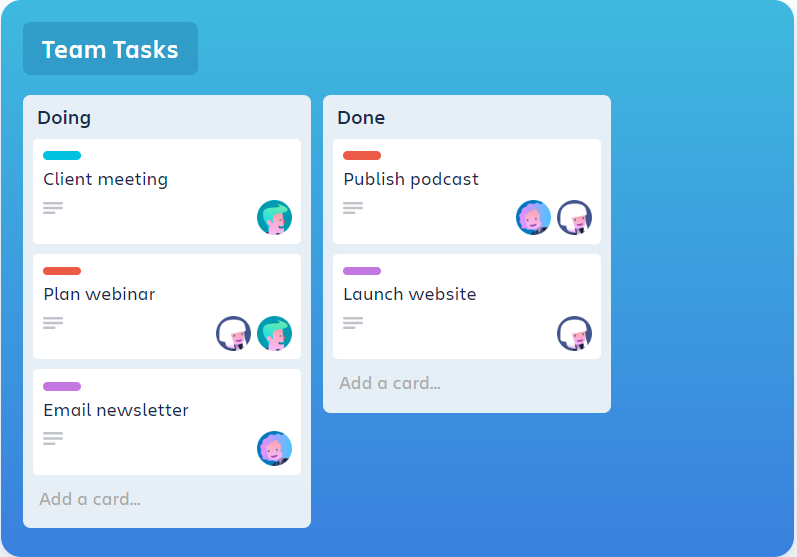 Team Tasks
Doing
Client meeting
Plan webinar
Email newsletter
Add a card...
Done
Publish podcast
Launch website
Add a card...